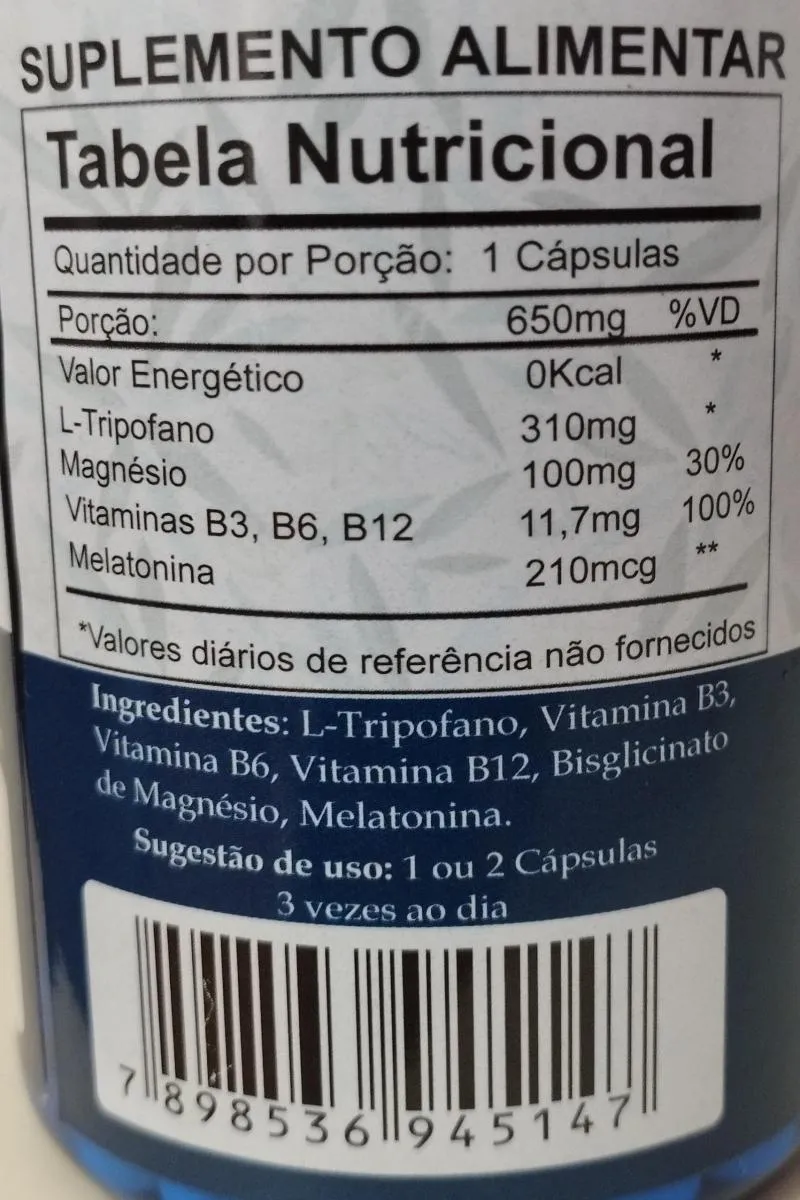 SUPLEMENTO ALIMENTAR
Tabela Nutricional
Quantidade por Porção: 1 Cápsulas
Porção: 650mg %VD
Valor Energético 0Kcal *
L-Tripofano 310mg *
Magnésio 100mg 30%
Vitaminas B3, B6, B12 11,7mg 100%
Melatonina 210mcg **
*Valores diários de referência não fornecidos
Ingredientes: L-Tripofano, Vitamina B3,
Vitamina B6, Vitamina B12, Bisglicinato
de Magnésio, Melatonina.
Sugestão de uso: 1 ou 2 Cápsulas
3 vezes ao dia
7 898536 945147